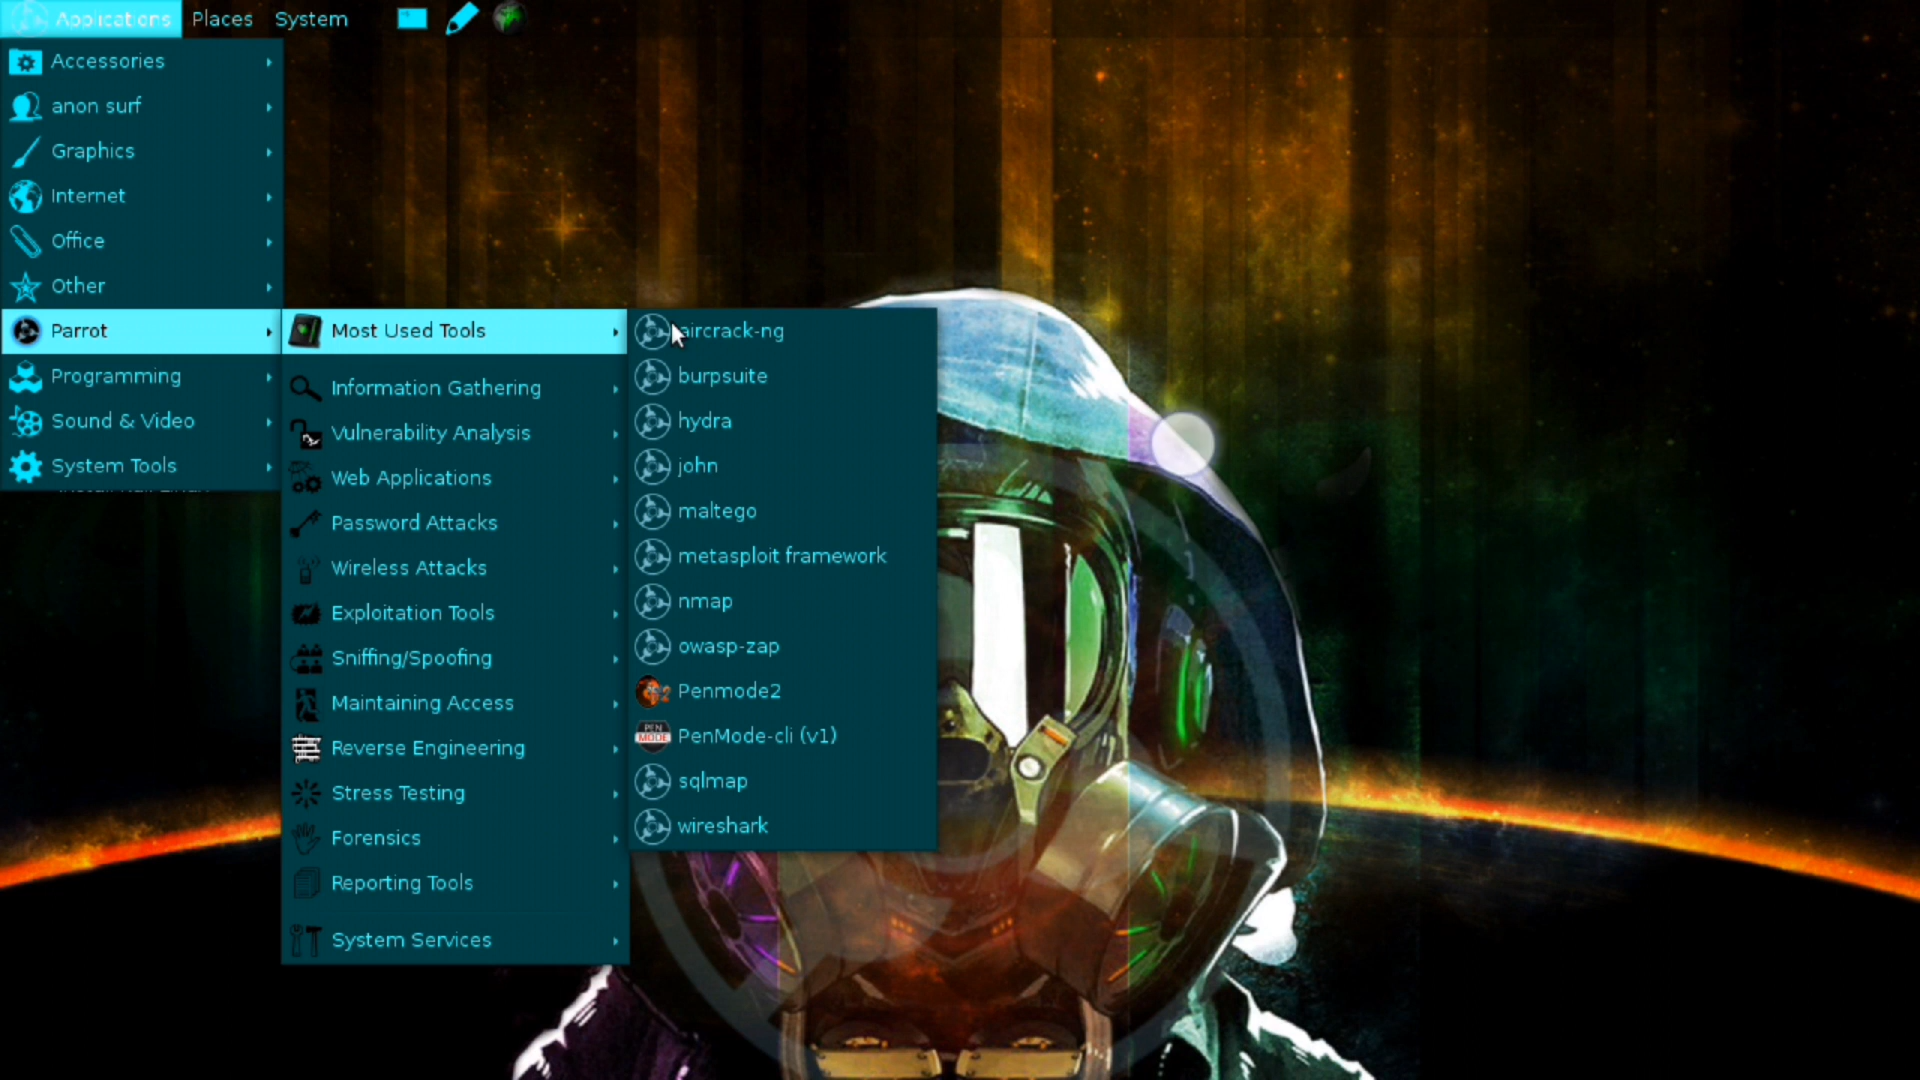 Applications Places System
Accessories
anon surf
Graphics
Internet
Office
Other
Parrot
Programming
Sound & Video
System Tools
Most Used Tools
Information Gathering
Vulnerability Analysis
Web Applications
Password Attacks
Wireless Attacks
Exploitation Tools
Sniffing/Spoofing
Maintaining Access
Reverse Engineering
Stress Testing
Forensics
Reporting Tools
System Services
aircrack-ng
burpsuite
hydra
john
maltego
metasploit framework
nmap
owasp-zap
Penmode2
PEN
MODE
PenMode-cli (v1)
sqlmap
wireshark